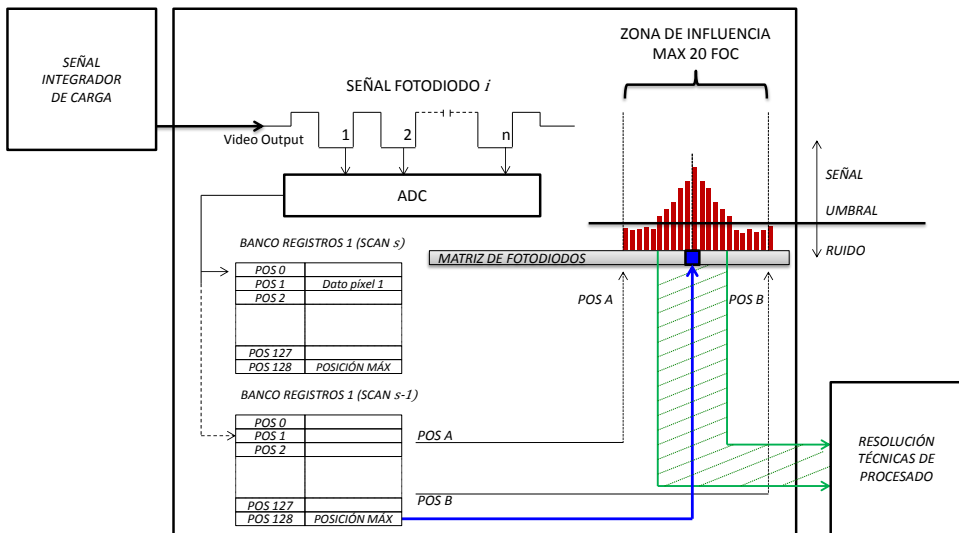 SEÑAL
INTEGRADOR
DE CARGA
ZONA DE INFLUENCIA
MAX 20 FOC
SEÑAL FOTODIODO i
Video Output
1
2
n
ADC
SEÑAL
UMBRAL
RUIDO
MATRIZ DE FOTODIODOS
BANCO REGISTROS 1 (SCAN s)
POS 0
POS 1 Dato píxel 1
POS 2
POS 127
POS 128 POSICIÓN MÁX
POS A
POS B
BANCO REGISTROS 1 (SCAN s-1)
POS 0
POS 1
POS 2
POS 127
POS 128 POSICIÓN MÁX
POS A
POS B
RESOLUCIÓN
TÉCNICAS DE
PROCESADO